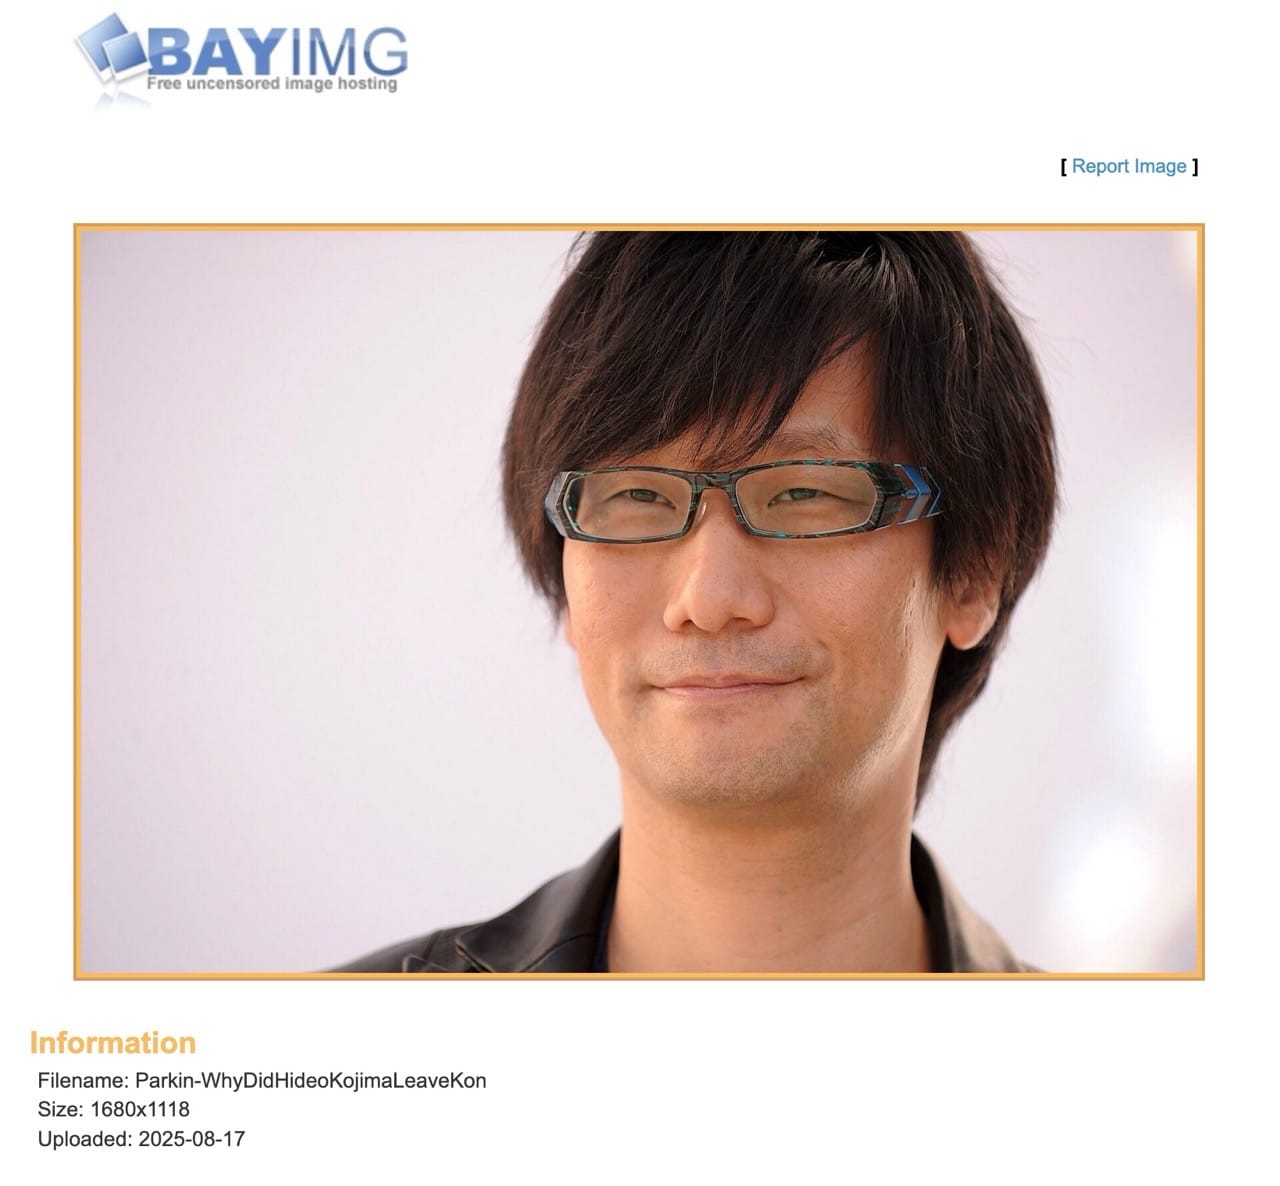 BAYIMG
Free uncensored image hosting
[ Report Image ]
Information
Filename: Parkin-WhyDidHideoKojimaLeaveKon
Size: 1680x1118
Uploaded: 2025-08-17